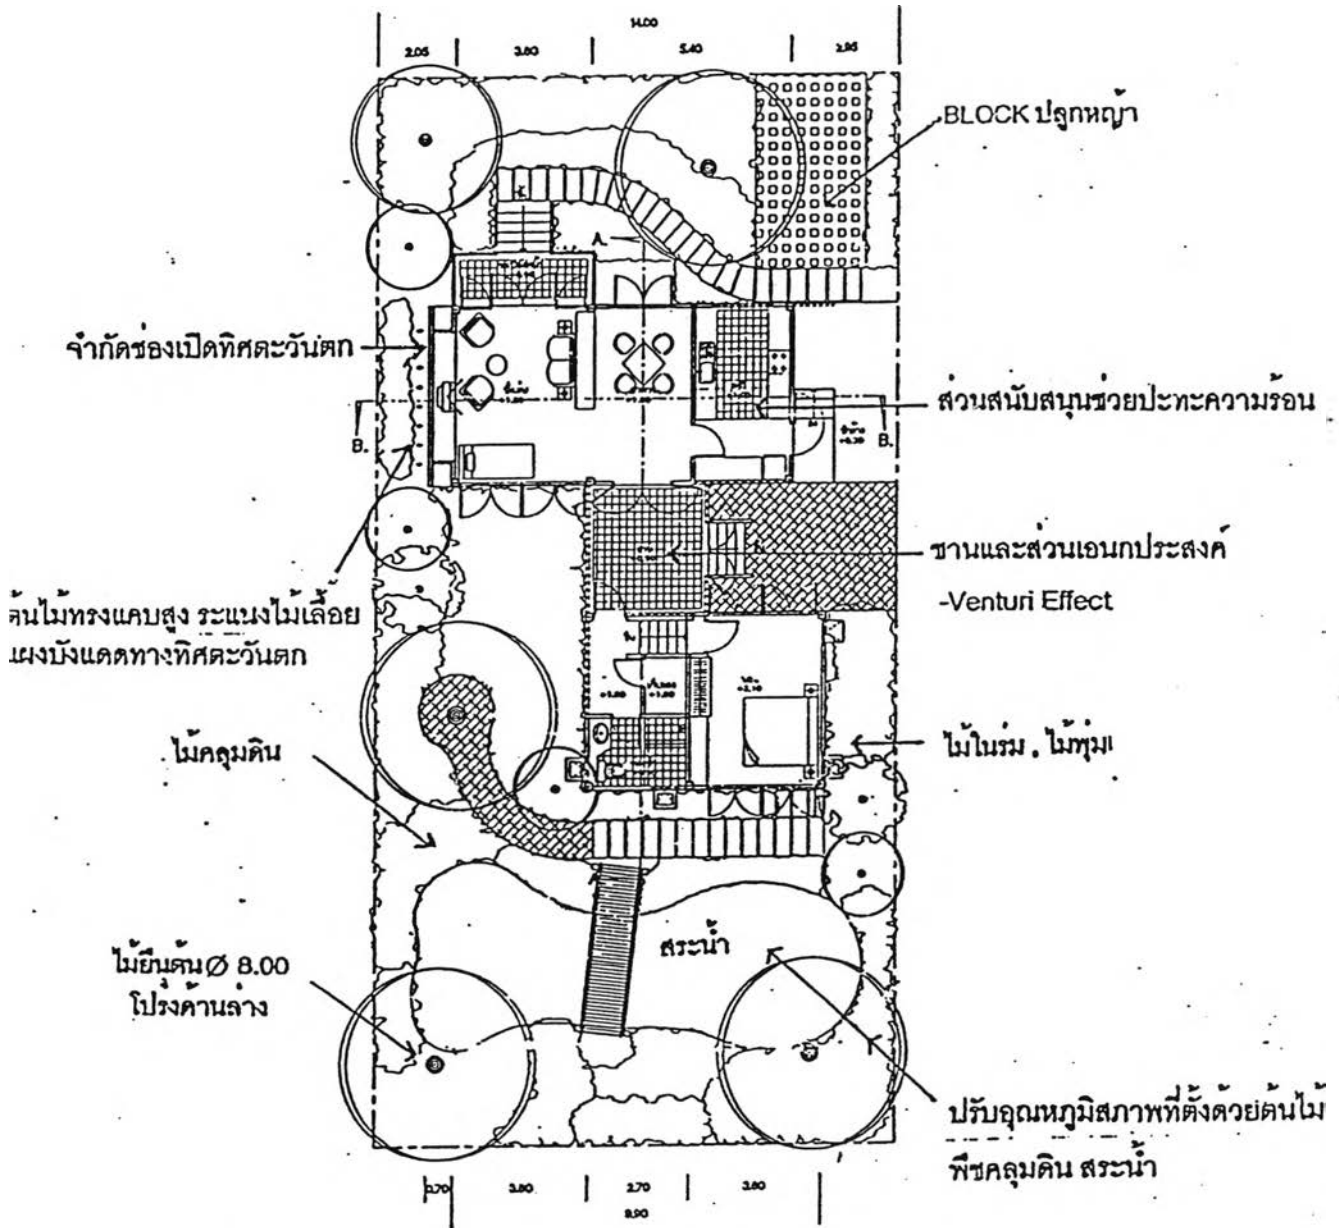 14.00
2.05 3.80 5.40 2.85
BLOCK ปลูกหญ้า
A.
จำกัดช่องเปิดทิศตะวันตก
ส่วนสนับสนุนช่วยปะทะความร้อน
B. B.
ชานและส่วนเอนกประสงค์
-Venturi Effect
ต้นไม้ทรงแคบสูง ระแนงไม้เลื้อย
แผงบังแดดทางทิศตะวันตก
ไม้คลุมดิน
ไม้ในร่ม , ไม้พุ่ม
สระน้ำ
ไม้ยืนต้น Ø 8.00
โปร่งด้านล่าง
ปรับอุณหภูมิสภาพที่ตั้งด้วยต้นไม้
พืชคลุมดิน สระน้ำ
0.70 3.80 2.70 3.80
9.90